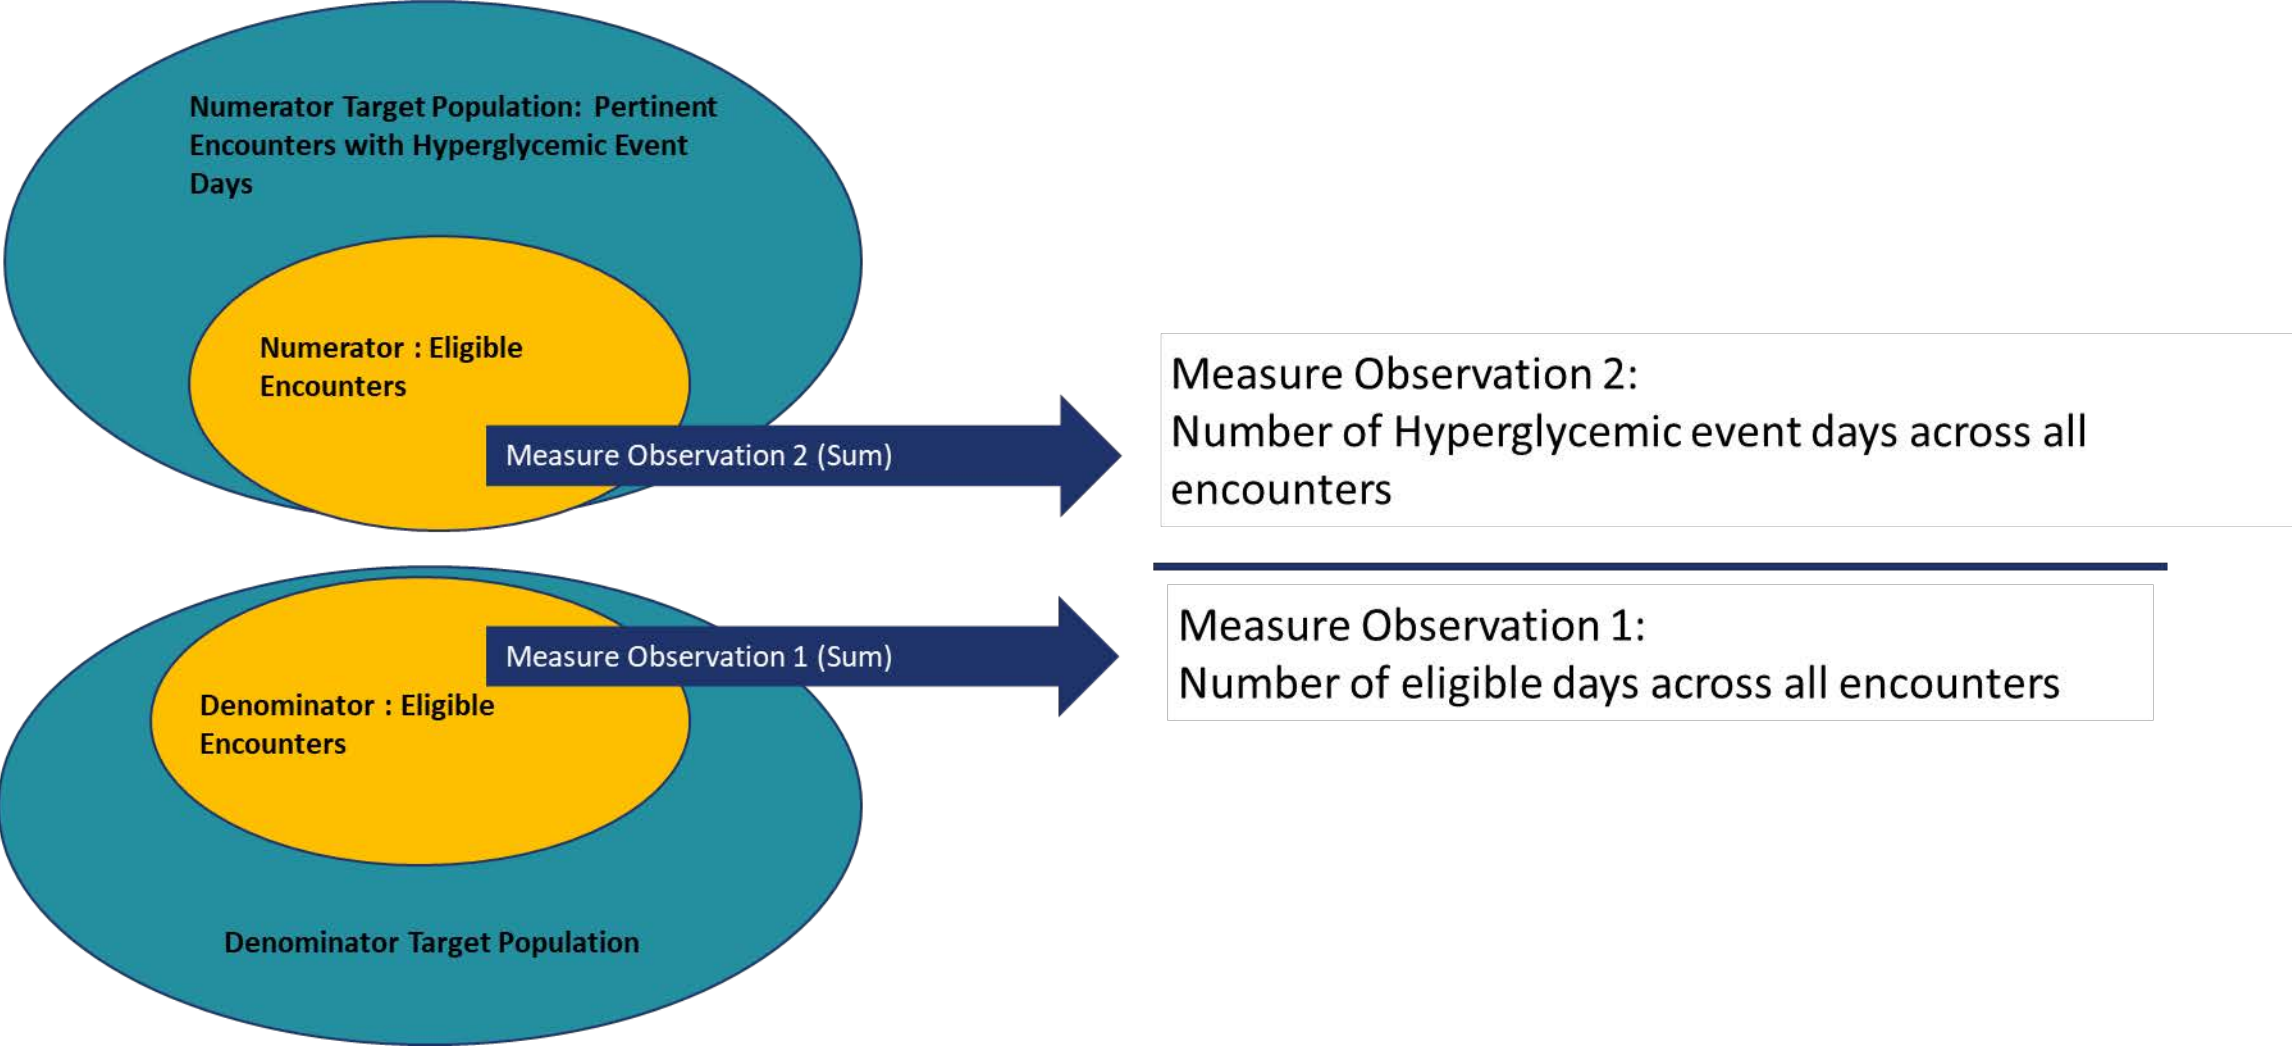 Numerator Target Population: Pertinent
Encounters with Hyperglycemic Event
Days
Numerator : Eligible
Encounters
Measure Observation 2 (Sum)
Measure Observation 2:
Number of Hyperglycemic event days across all
encounters
Measure Observation 1 (Sum)
Measure Observation 1:
Number of eligible days across all encounters
Denominator : Eligible
Encounters
Denominator Target Population